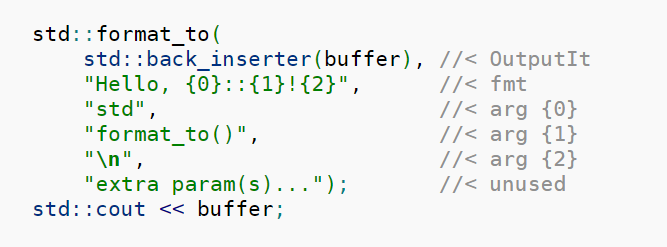 std::format_to(
    std::back_inserter(buffer), //< OutputIt
    "Hello, {0}::{1}!{2}",      //< fmt
    "std",                      //< arg {0}
    "format_to()",              //< arg {1}
    "\n",                       //< arg {2}
    "extra param(s)...");       //< unused
std::cout << buffer;